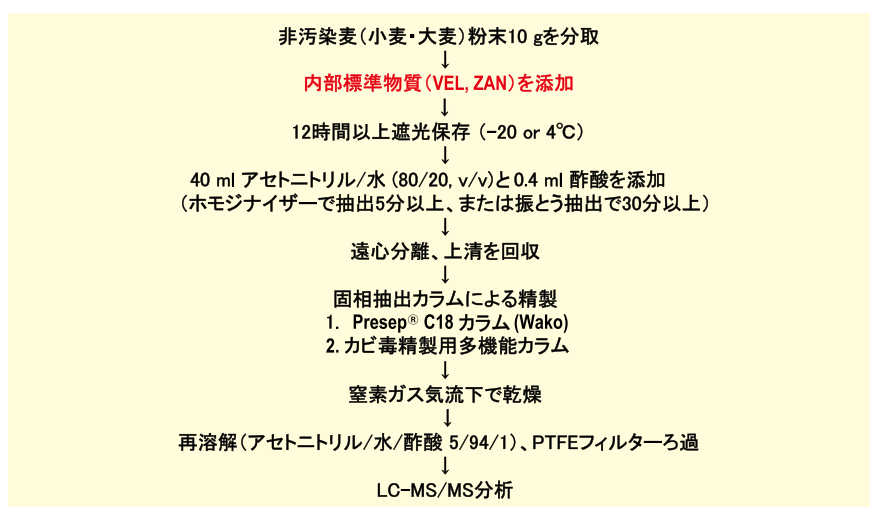 非汚染麦（小麦・大麦）粉末10 gを分取
↓
内部標準物質（VEL, ZAN）を添加
↓
12時間以上遮光保存 （−20 or 4℃）
↓
40 ml アセトニトリル/水 (80/20, v/v)と0.4 ml 酢酸を添加
（ホモジナイザーで抽出5分以上、または振とう抽出で30分以上）
↓
遠心分離、上清を回収
↓
固相抽出カラムによる精製
1. Presep® C18 カラム (Wako)
2. カビ毒精製用多機能カラム
↓
窒素ガス気流下で乾燥
↓
再溶解（アセトニトリル/水/酢酸 5/94/1）、PTFEフィルターろ過
↓
LC−MS/MS分析